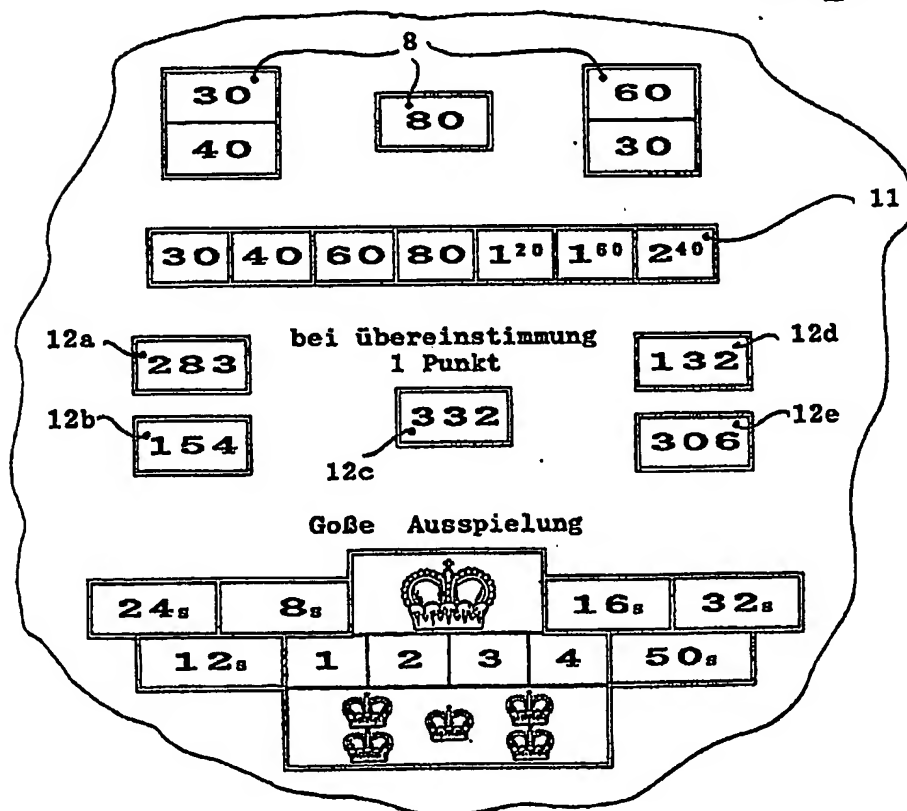 8
30 60
80
40 30
11
30 40 60 80 1²⁰ 1⁶⁰ 2⁴⁰
12a bei übereinstimmung 12d
283 1 Punkt 132
12b 332 12e
154 306
12c
Goße Ausspielung
24s 8s 16s 32s
12s 1 2 3 4 50s